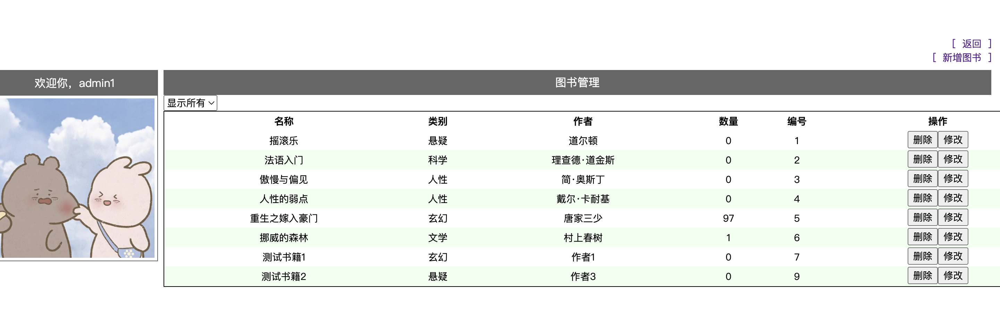 [ 返回 ]
[ 新增图书 ]
欢迎你，admin1
图书管理
显示所有
名称 类别 作者 数量 编号 操作
摇滚乐 悬疑 道尔顿 0 1 删除 修改
法语入门 科学 理查德·道金斯 0 2 删除 修改
傲慢与偏见 人性 简·奥斯丁 0 3 删除 修改
人性的弱点 人性 戴尔·卡耐基 0 4 删除 修改
重生之嫁入豪门 玄幻 唐家三少 97 5 删除 修改
挪威的森林 文学 村上春树 1 6 删除 修改
测试书籍1 玄幻 作者1 0 7 删除 修改
测试书籍2 悬疑 作者3 0 9 删除 修改